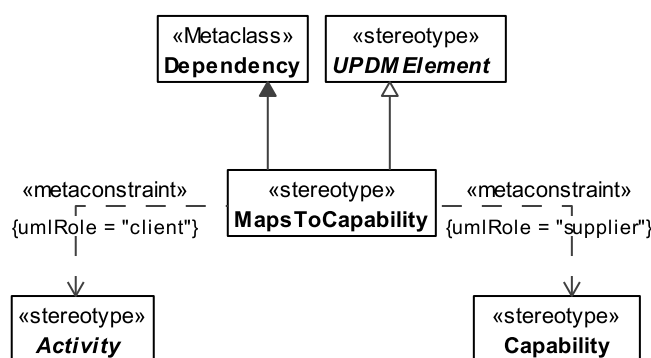 «Metaclass»
Dependency
«stereotype»
UPDMElement
«metaconstraint»
{umlRole = "client"}
«stereotype»
MapsToCapability
«metaconstraint»
{umlRole = "supplier"}
«stereotype»
Activity
«stereotype»
Capability